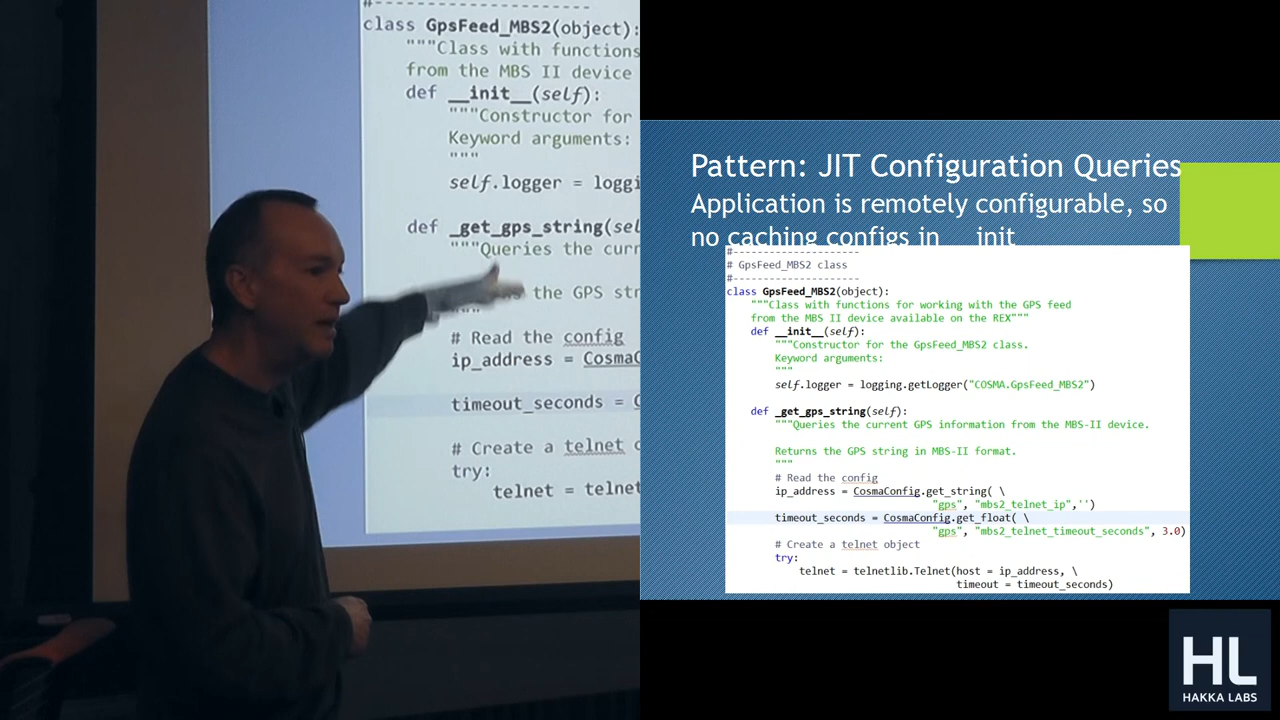 #--------------------
class GpsFeed_MBS2(object):
"""Class with functions
from the MBS II device
def __init__(self):
"""Constructor for
Keyword arguments:
"""
self.logger = loggi
def _get_gps_string(sel
"""Queries the curr
the GPS str
"""
# Read the config
ip_address = CosmaC
timeout_seconds = C
# Create a telnet c
try:
telnet = telnet
Pattern: JIT Configuration Queries
Application is remotely configurable, so
no caching configs in __init__
#---------------------
# GpsFeed_MBS2 class
#---------------------
class GpsFeed_MBS2(object):
"""Class with functions for working with the GPS feed
from the MBS II device available on the REX"""
def __init__(self):
"""Constructor for the GpsFeed_MBS2 class.
Keyword arguments:
"""
self.logger = logging.getLogger("COSMA.GpsFeed_MBS2")
def _get_gps_string(self):
"""Queries the current GPS information from the MBS-II device.
Returns the GPS string in MBS-II format.
"""
# Read the config
ip_address = CosmaConfig.get_string( \
"gps", "mbs2_telnet_ip",'')
timeout_seconds = CosmaConfig.get_float( \
"gps", "mbs2_telnet_timeout_seconds", 3.0)
# Create a telnet object
try:
telnet = telnetlib.Telnet(host = ip_address, \
timeout = timeout_seconds)
HL
HAKKA LABS